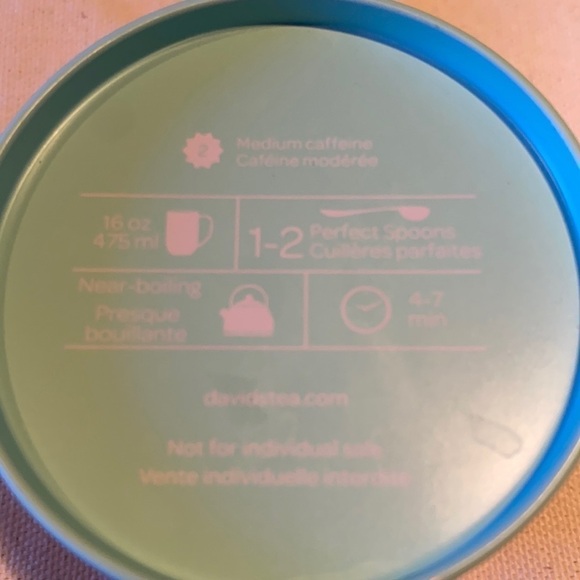 2
Medium caffeine
Caféine modérée
16 oz
475 ml
1-2
Perfect Spoons
Cuillères parfaites
Near-boiling
Presque
bouillante
4-7
min
davidstea.com
Not for individual sale
Vente individuelle interdite